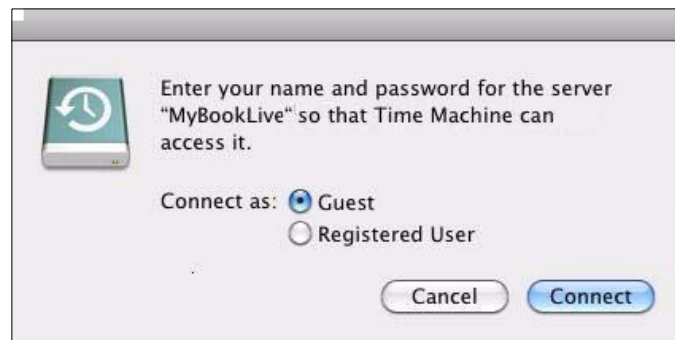 Enter your name and password for the server
“MyBookLive“ so that Time Machine can
access it.
Connect as: Guest
Registered User
Cancel Connect